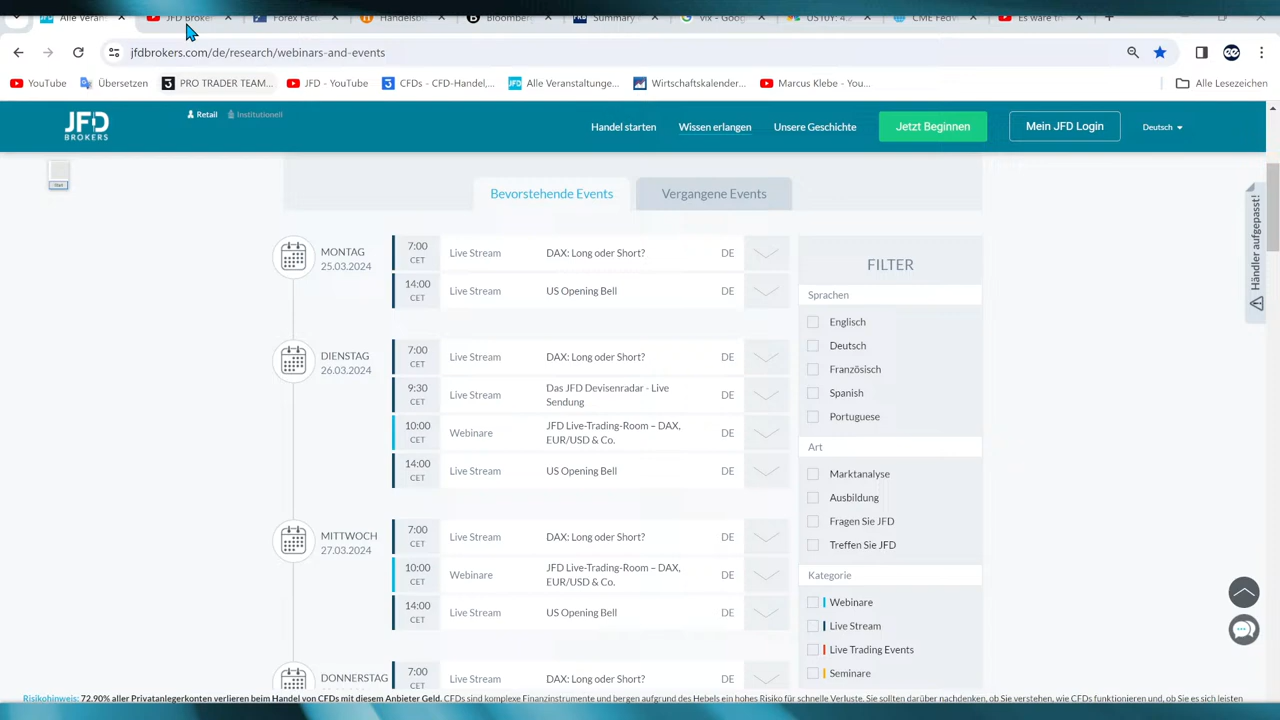 Alle Veran
JFD Broker
Forex Fac
Handelsb
Bloomber
Summary
Vix - Goog
US10Y: 4.
CME Fedw
Es wäre th
jfdbrokers.com/de/research/webinars-and-events
YouTube
Übersetzen
PRO TRADER TEAM...
JFD - YouTube
CFDs - CFD-Handel,...
Alle Veranstaltunge...
Wirtschaftskalender...
Marcus Klebe - You...
Alle Lesezeichen
JFD
BROKERS
Retail
Institutionell
Handel starten
Wissen erlangen
Unsere Geschichte
Jetzt Beginnen
Mein JFD Login
Deutsch
Händler aufgepasst!
Bevorstehende Events
Vergangene Events
MONTAG
25.03.2024
7:00
CET
Live Stream
DAX: Long oder Short?
DE
14:00
CET
Live Stream
US Opening Bell
DE
DIENSTAG
26.03.2024
7:00
CET
Live Stream
DAX: Long oder Short?
DE
9:30
CET
Live Stream
Das JFD Devisenradar - Live
Sendung
DE
10:00
CET
Webinare
JFD Live-Trading-Room – DAX,
EUR/USD & Co.
DE
14:00
CET
Live Stream
US Opening Bell
DE
MITTWOCH
27.03.2024
7:00
CET
Live Stream
DAX: Long oder Short?
DE
10:00
CET
Webinare
JFD Live-Trading-Room – DAX,
EUR/USD & Co.
DE
14:00
CET
Live Stream
US Opening Bell
DE
DONNERSTAG
7:00
CET
Live Stream
DAX: Long oder Short?
DE
FILTER
Sprachen
Englisch
Deutsch
Französisch
Spanish
Portuguese
Art
Marktanalyse
Ausbildung
Fragen Sie JFD
Treffen Sie JFD
Kategorie
Webinare
Live Stream
Live Trading Events
Seminare
Risikohinweis: 72.90% aller Privatanlegerkonten verlieren beim Handel von CFDs mit diesem Anbieter Geld. CFDs sind komplexe Finanzinstrumente und bergen aufgrund des Hebels ein hohes Risiko für schnelle Verluste. Sie sollten darüber nachdenken, ob Sie verstehen, wie CFDs funktionieren und, ob Sie es sich leisten